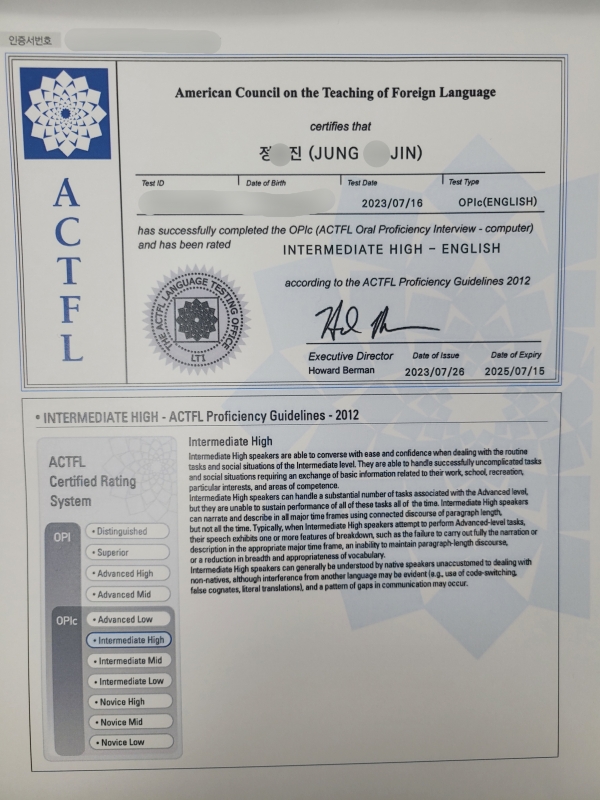 인증서번호
American Council on the Teaching of Foreign Language
certifies that
정 진 (JUNG JIN)
Test ID Date of Birth Test Date Test Type
2023/07/16 OPIc(ENGLISH)
has successfully completed the OPIc (ACTFL Oral Proficiency Interview - computer)
and has been rated INTERMEDIATE HIGH – ENGLISH
according to the ACTFL Proficiency Guidelines 2012
ACTFL
THE ACTFL LANGUAGE TESTING OFFICE
LTI
Executive Director Date of Issue Date of Expiry
Howard Berman 2023/07/26 2025/07/15
• INTERMEDIATE HIGH - ACTFL Proficiency Guidelines - 2012
ACTFL
Certified Rating
System
OPI
• Distinguished
• Superior
• Advanced High
• Advanced Mid
OPIc
• Advanced Low
• Intermediate High
• Intermediate Mid
• Intermediate Low
• Novice High
• Novice Mid
• Novice Low
Intermediate High
Intermediate High speakers are able to converse with ease and confidence when dealing with the routine
tasks and social situations of the Intermediate level. They are able to handle successfully uncomplicated tasks
and social situations requiring an exchange of basic information related to their work, school, recreation,
particular interests, and areas of competence.
Intermediate High speakers can handle a substantial number of tasks associated with the Advanced level,
but they are unable to sustain performance of all of these tasks all of the time. Intermediate High speakers
can narrate and describe in all major time frames using connected discourse of paragraph length,
but not all the time. Typically, when Intermediate High speakers attempt to perform Advanced-level tasks,
their speech exhibits one or more features of breakdown, such as the failure to carry out fully the narration or
description in the appropriate major time frame, an inability to maintain paragraph-length discourse,
or a reduction in breadth and appropriateness of vocabulary.
Intermediate High speakers can generally be understood by native speakers unaccustomed to dealing with
non-natives, although interference from another language may be evident (e.g., use of code-switching,
false cognates, literal translations), and a pattern of gaps in communication may occur.